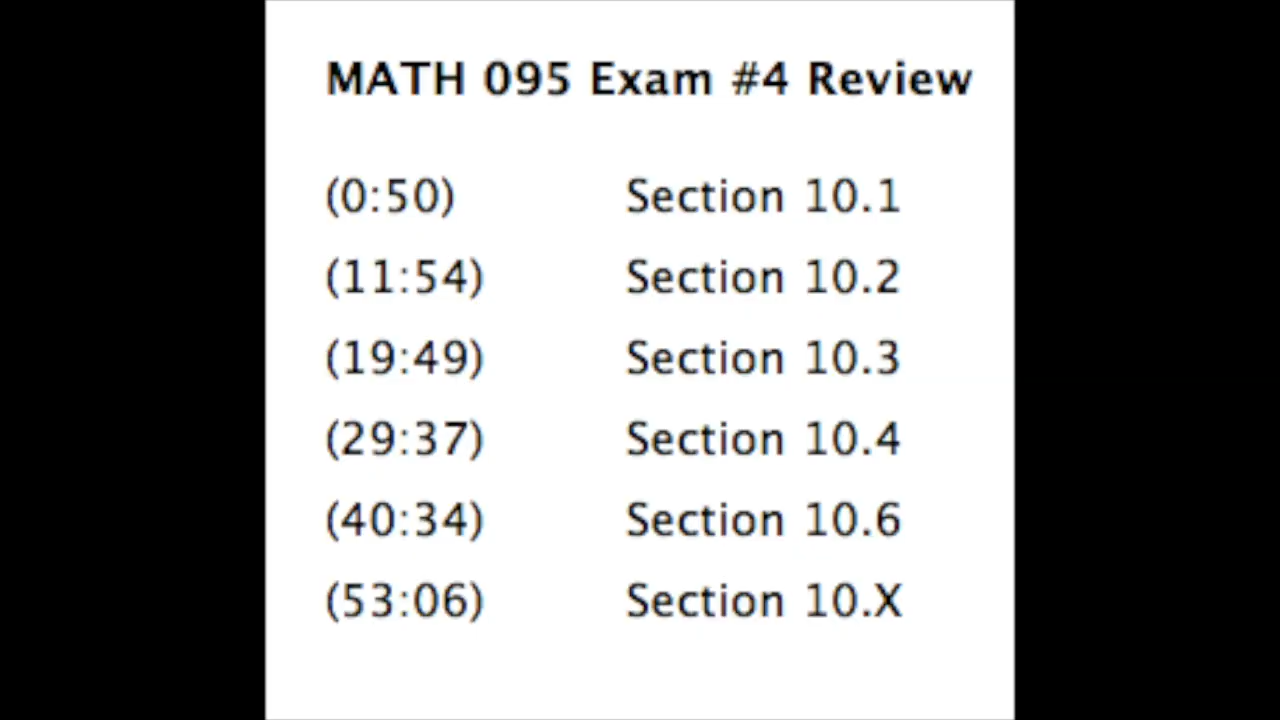 MATH 095 Exam #4 Review
(0:50) Section 10.1
(11:54) Section 10.2
(19:49) Section 10.3
(29:37) Section 10.4
(40:34) Section 10.6
(53:06) Section 10.X